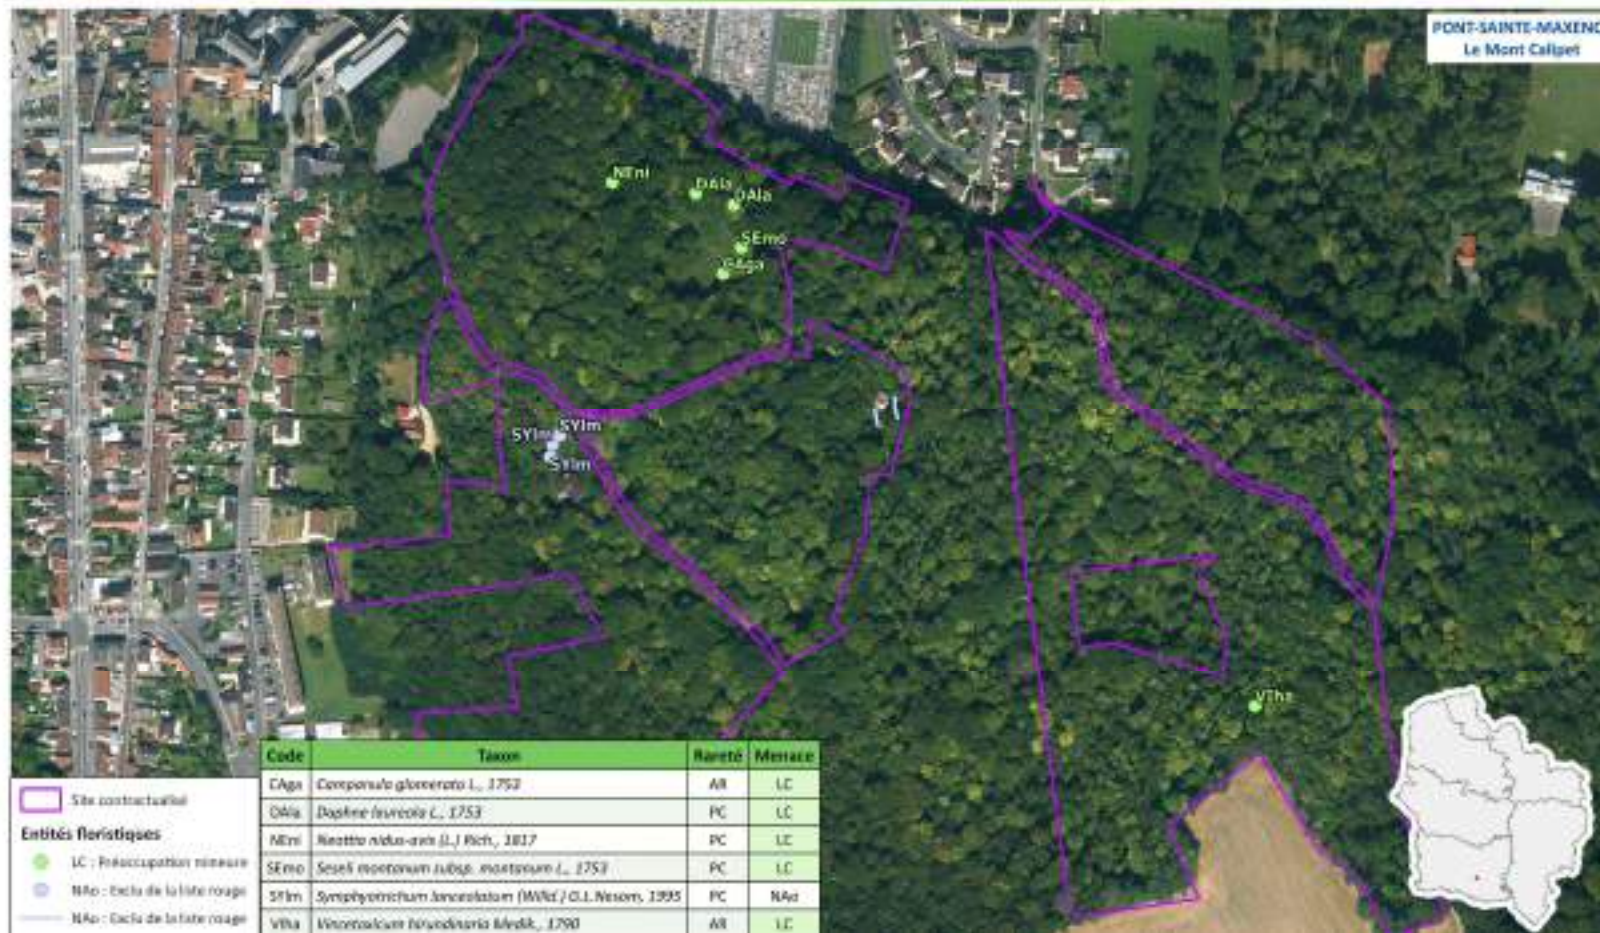 PONT-SAINTE-MAXENC
Le Mont Calipet
NEni
DAla
DAla
SEmo
CAga
SYlm
SYlm
SYlm
VIha
Code Taxon Rareté Menace
CAga Campanula glomerata L., 1753 AR LC
DAla Daphne laureola L., 1753 PC LC
NEni Neottia nidus-avis (L.) Rich., 1817 PC LC
SEmo Seseli montanum subsp. montanum L., 1753 PC LC
SYlm Symphyotrichum lanceolatum (Willd.) G.L.Nesom, 1995 PC NAo
VIha Vincetoxicum hirundinaria Medik., 1790 AR LC
Site contractualisé
Entités floristiques
LC : Préoccupation mineure
NAo : Exclu de la liste rouge
NAo : Exclu de la liste rouge